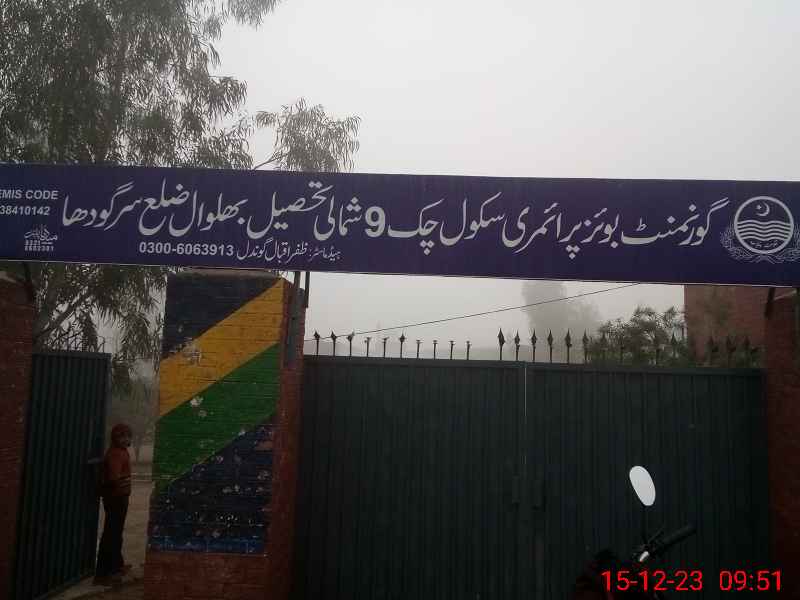 گورنمنٹ بوائز پرائمری سکول چک 9 شمالی تحصیل بھلوال ضلع سرگودھا
ہیڈ ماسٹر: ظفر اقبال گوندل 0300-6063913
EMIS CODE
38410142
15-12-23 09:51